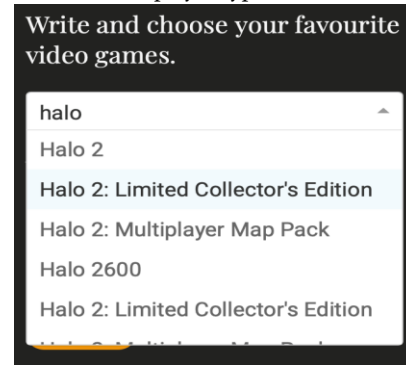 Write and choose your favourite
video games.
halo
Halo 2
Halo 2: Limited Collector's Edition
Halo 2: Multiplayer Map Pack
Halo 2600
Halo 2: Limited Collector's Edition